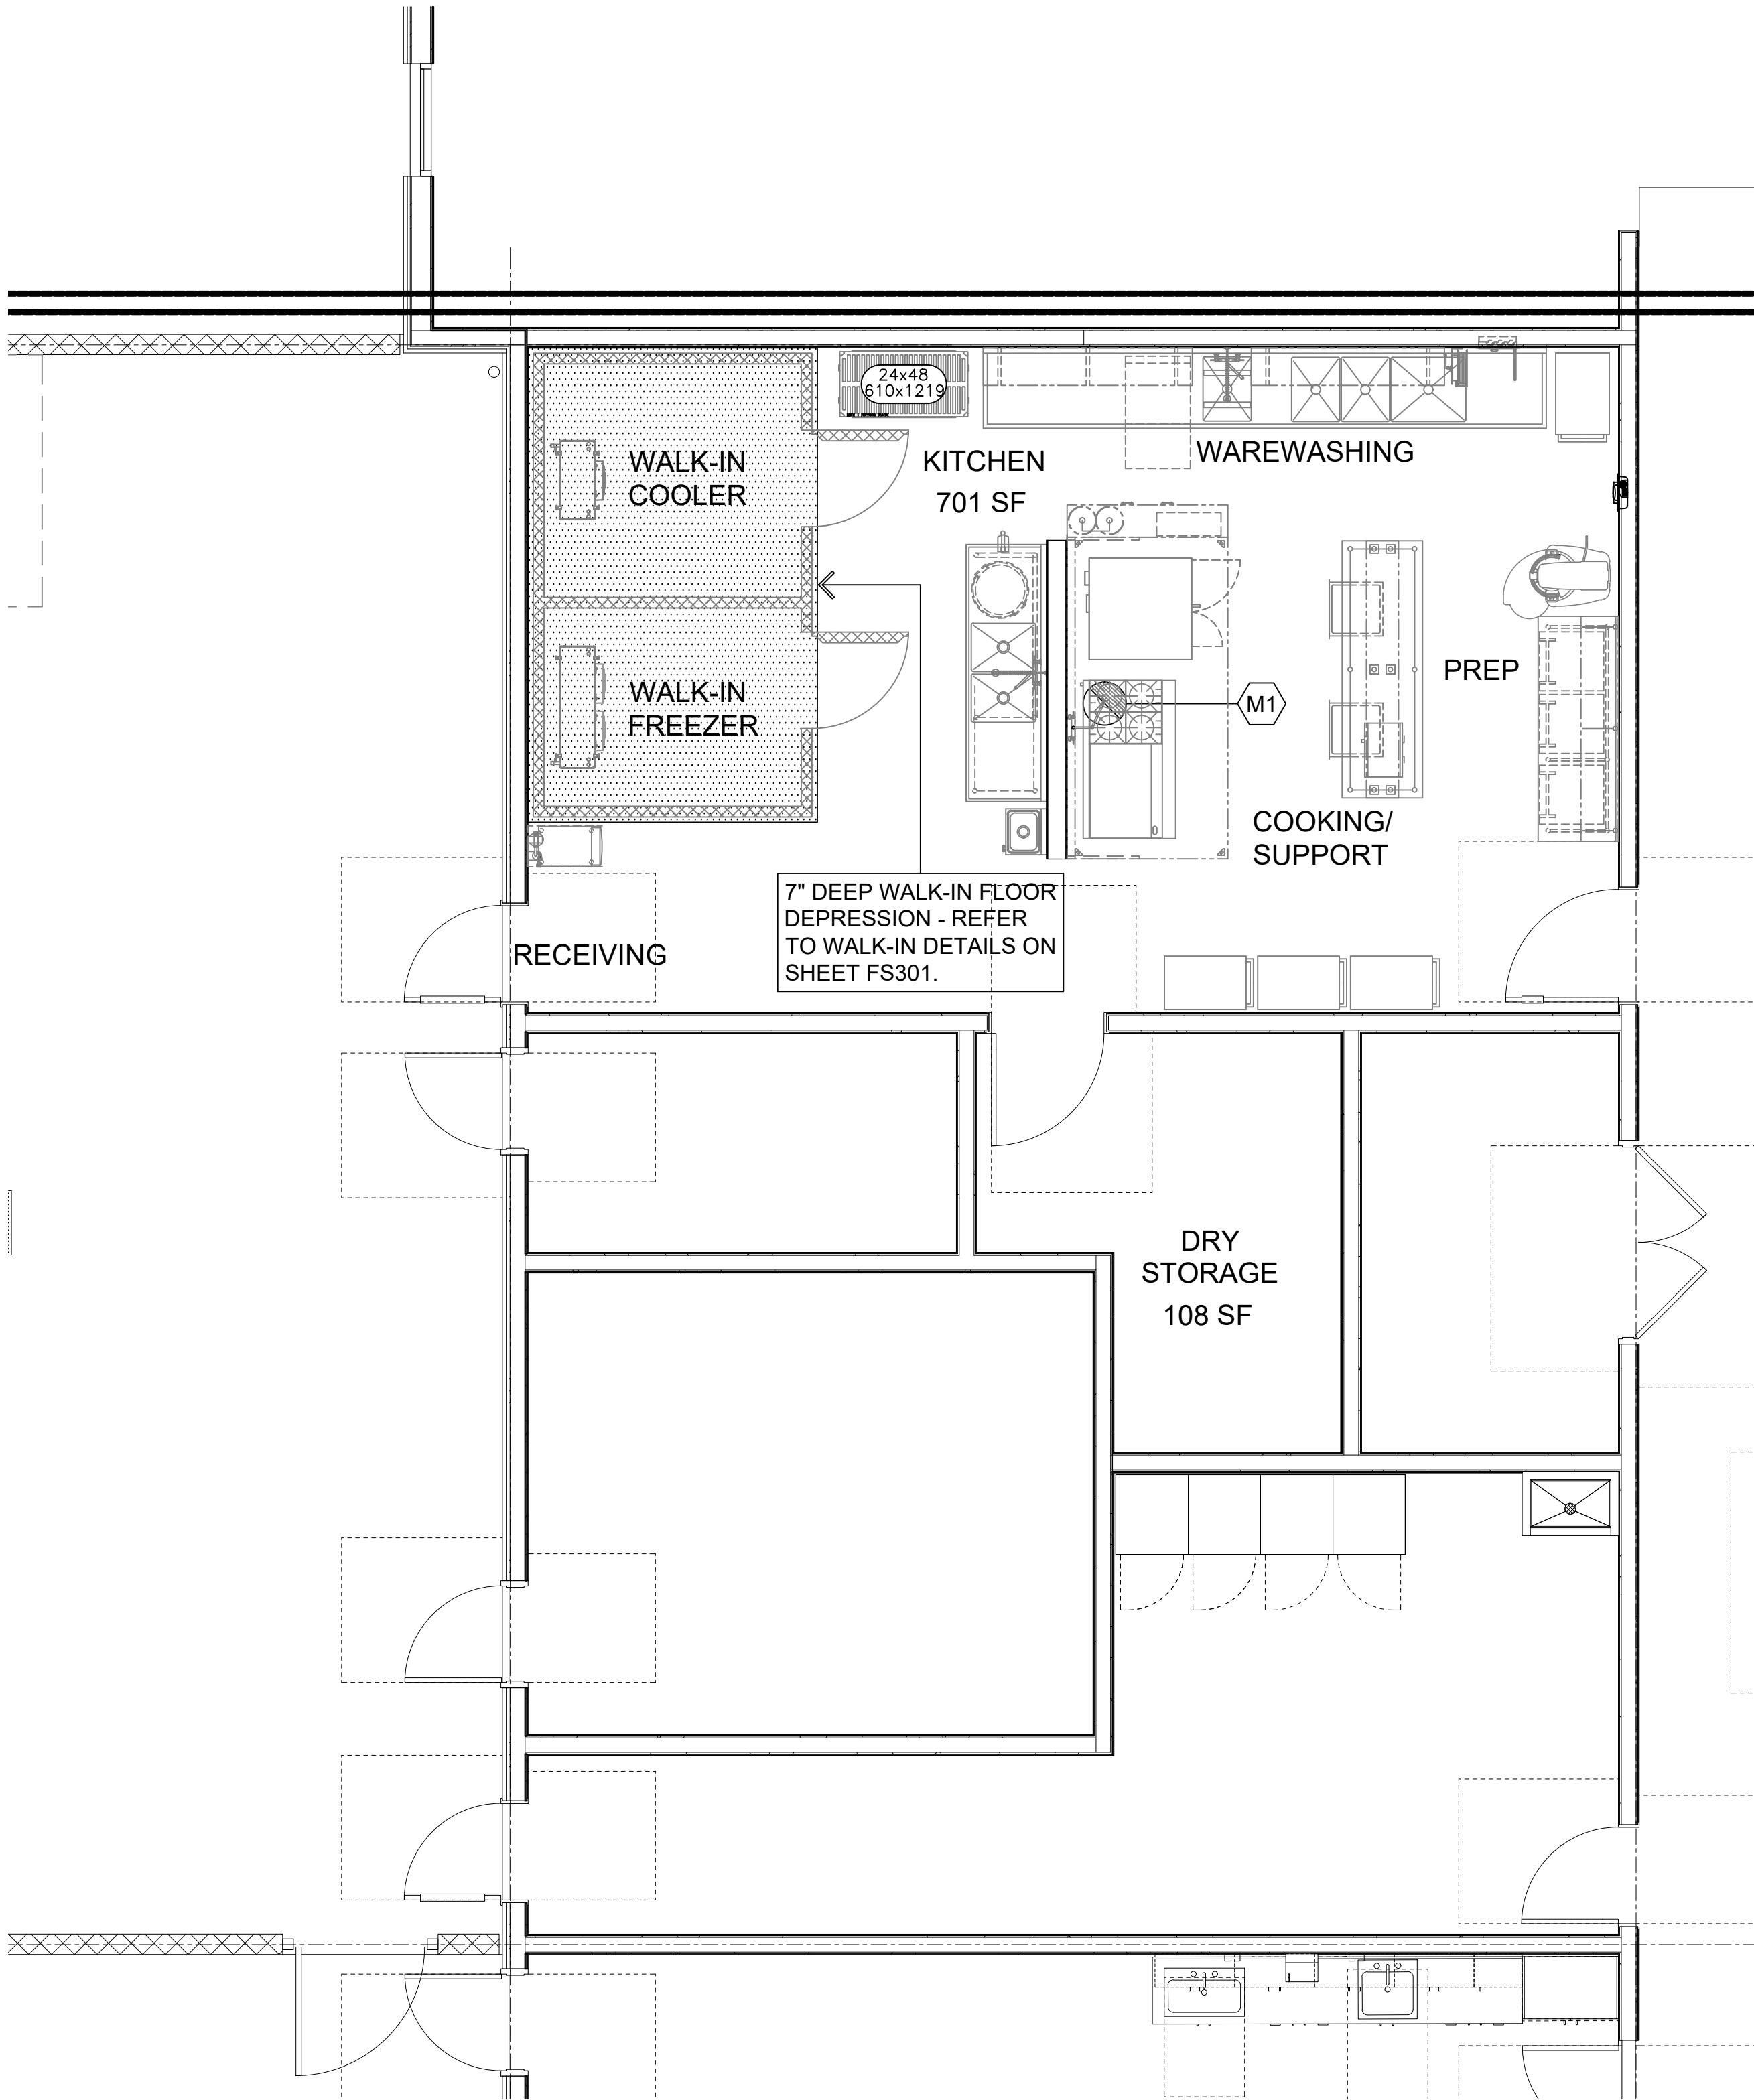 24x48
610x1219
WALK-IN
COOLER
KITCHEN
701 SF
WAREWASHING
WALK-IN
FREEZER
PREP
M1
COOKING/
SUPPORT
7" DEEP WALK-IN FLOOR
DEPRESSION - REFER
TO WALK-IN DETAILS ON
SHEET FS301.
RECEIVING
DRY
STORAGE
108 SF